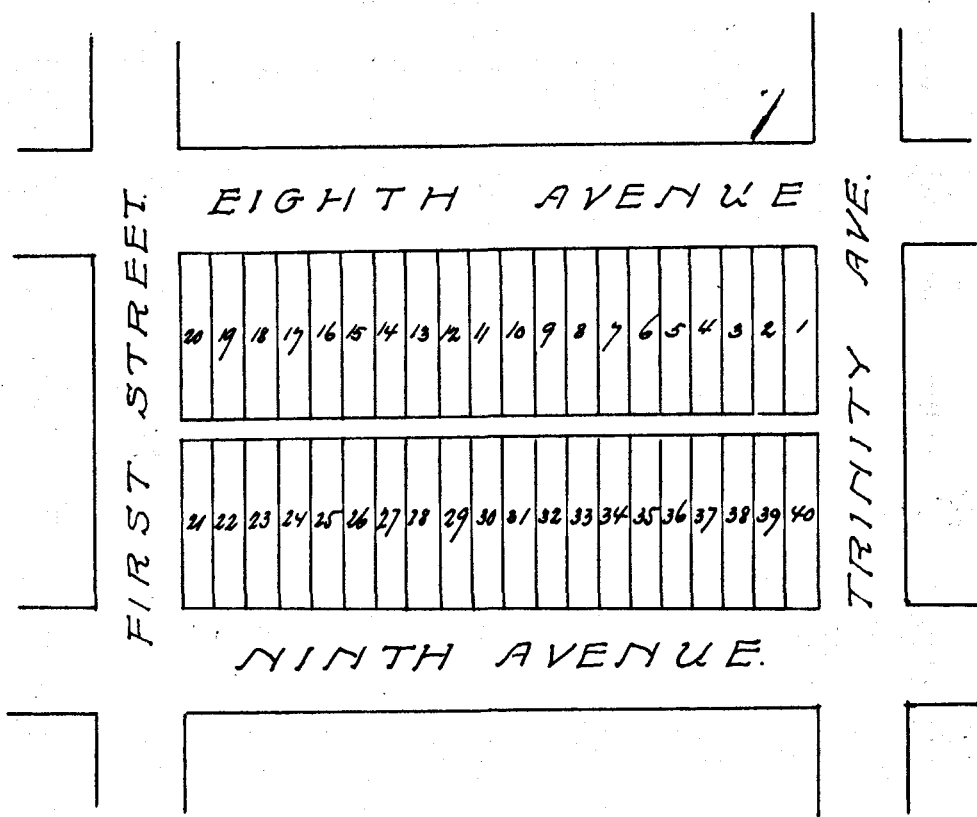 EIGHTH AVENUE
FIRST STREET.
TRINITY AVE.
20 19 18 17 16 15 14 13 12 11 10 9 8 7 6 5 4 3 2 1
21 22 23 24 25 26 27 28 29 30 31 32 33 34 35 36 37 38 39 40
NINTH AVENUE.